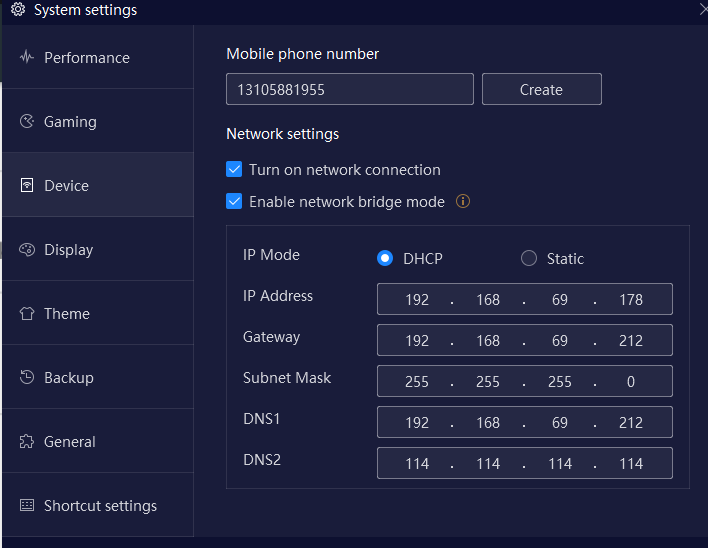 System settings
Performance
Gaming
Device
Display
Theme
Backup
General
Shortcut settings
Mobile phone number
13105881955
Create
Network settings
Turn on network connection
Enable network bridge mode
IP Mode DHCP Static
IP Address 192 . 168 . 69 . 178
Gateway 192 . 168 . 69 . 212
Subnet Mask 255 . 255 . 255 . 0
DNS1 192 . 168 . 69 . 212
DNS2 114 . 114 . 114 . 114